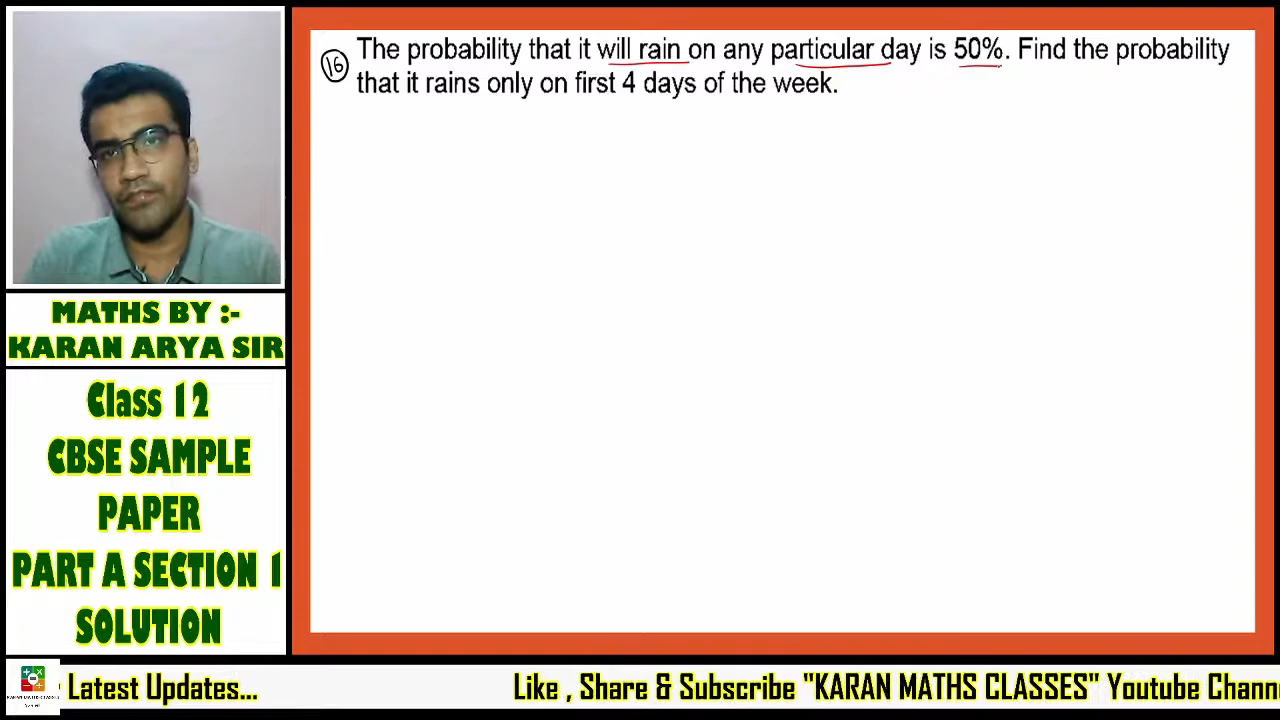 16 The probability that it will rain on any particular day is 50%. Find the probability
that it rains only on first 4 days of the week.
MATHS BY :-
KARAN ARYA SIR
Class 12
CBSE SAMPLE
PAPER
PART A SECTION 1
SOLUTION
Latest Updates... Like , Share & Subscribe "KARAN MATHS CLASSES" Youtube Chann